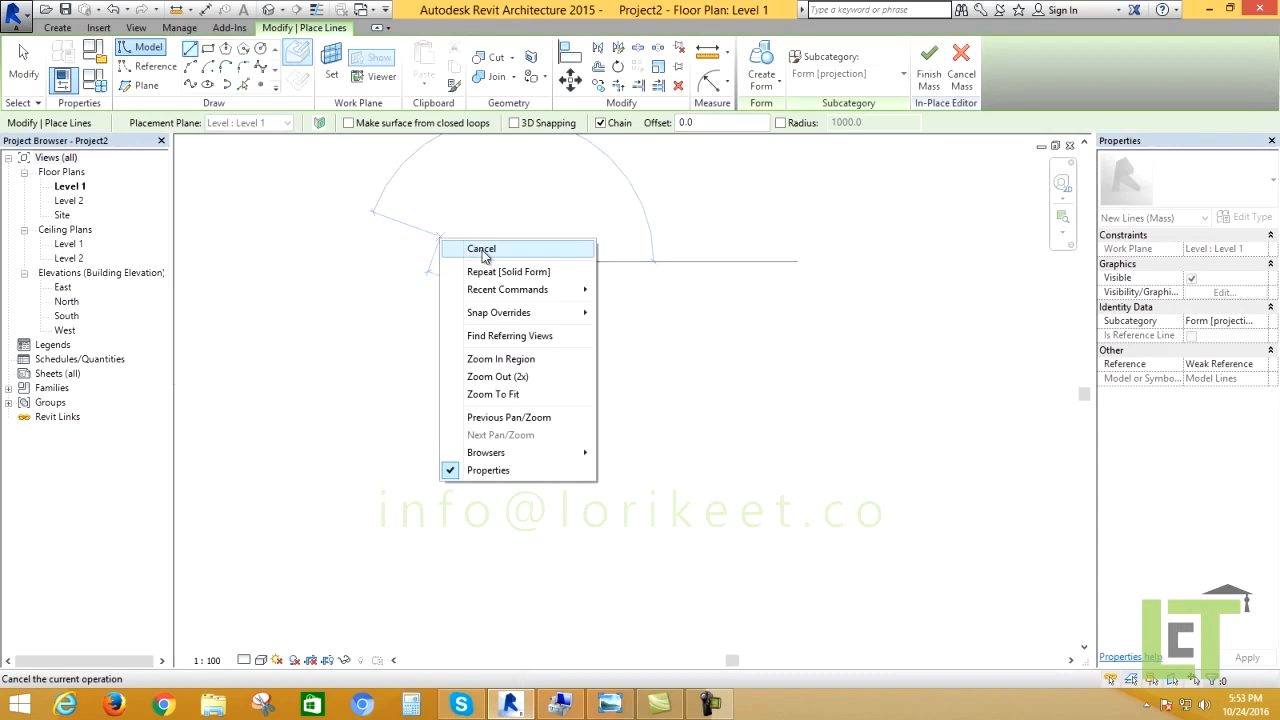 Autodesk Revit Architecture 2015 - Project2 - Floor Plan: Level 1
Type a keyword or phrase
Sign In
Create Insert View Manage Add-Ins Modify | Place Lines
Modify
Model
Reference
Plane
Set
Show
Viewer
Paste
Cut
Join
Create Form
Subcategory:
Form [projection]
Finish Mass
Cancel Mass
Select Properties Draw Work Plane Clipboard Geometry Modify Measure Form Subcategory In-Place Editor
Modify | Place Lines Placement Plane: Level : Level 1 Make surface from closed loops 3D Snapping Chain Offset: 0.0 Radius: 1000.0
Project Browser - Project2
Views (all)
Floor Plans
Level 1
Level 2
Site
Ceiling Plans
Level 1
Level 2
Elevations (Building Elevation)
East
North
South
West
Legends
Schedules/Quantities
Sheets (all)
Families
Groups
Revit Links
Cancel
Repeat [Solid Form]
Recent Commands
Snap Overrides
Find Referring Views
Zoom In Region
Zoom Out (2x)
Zoom To Fit
Previous Pan/Zoom
Next Pan/Zoom
Browsers
Properties
info@lorikeet.co
2D
Properties
New Lines (Mass) Edit Type
Constraints
Work Plane Level : Level 1
Graphics
Visible
Visibility/Graphi... Edit...
Identity Data
Subcategory Form [projecti...
Is Reference Line
Other
Reference Weak Reference
Model or Symbo... Model Lines
Properties help
Apply
LCT
1 : 100
Cancel the current operation
:0
5:53 PM
10/24/2016